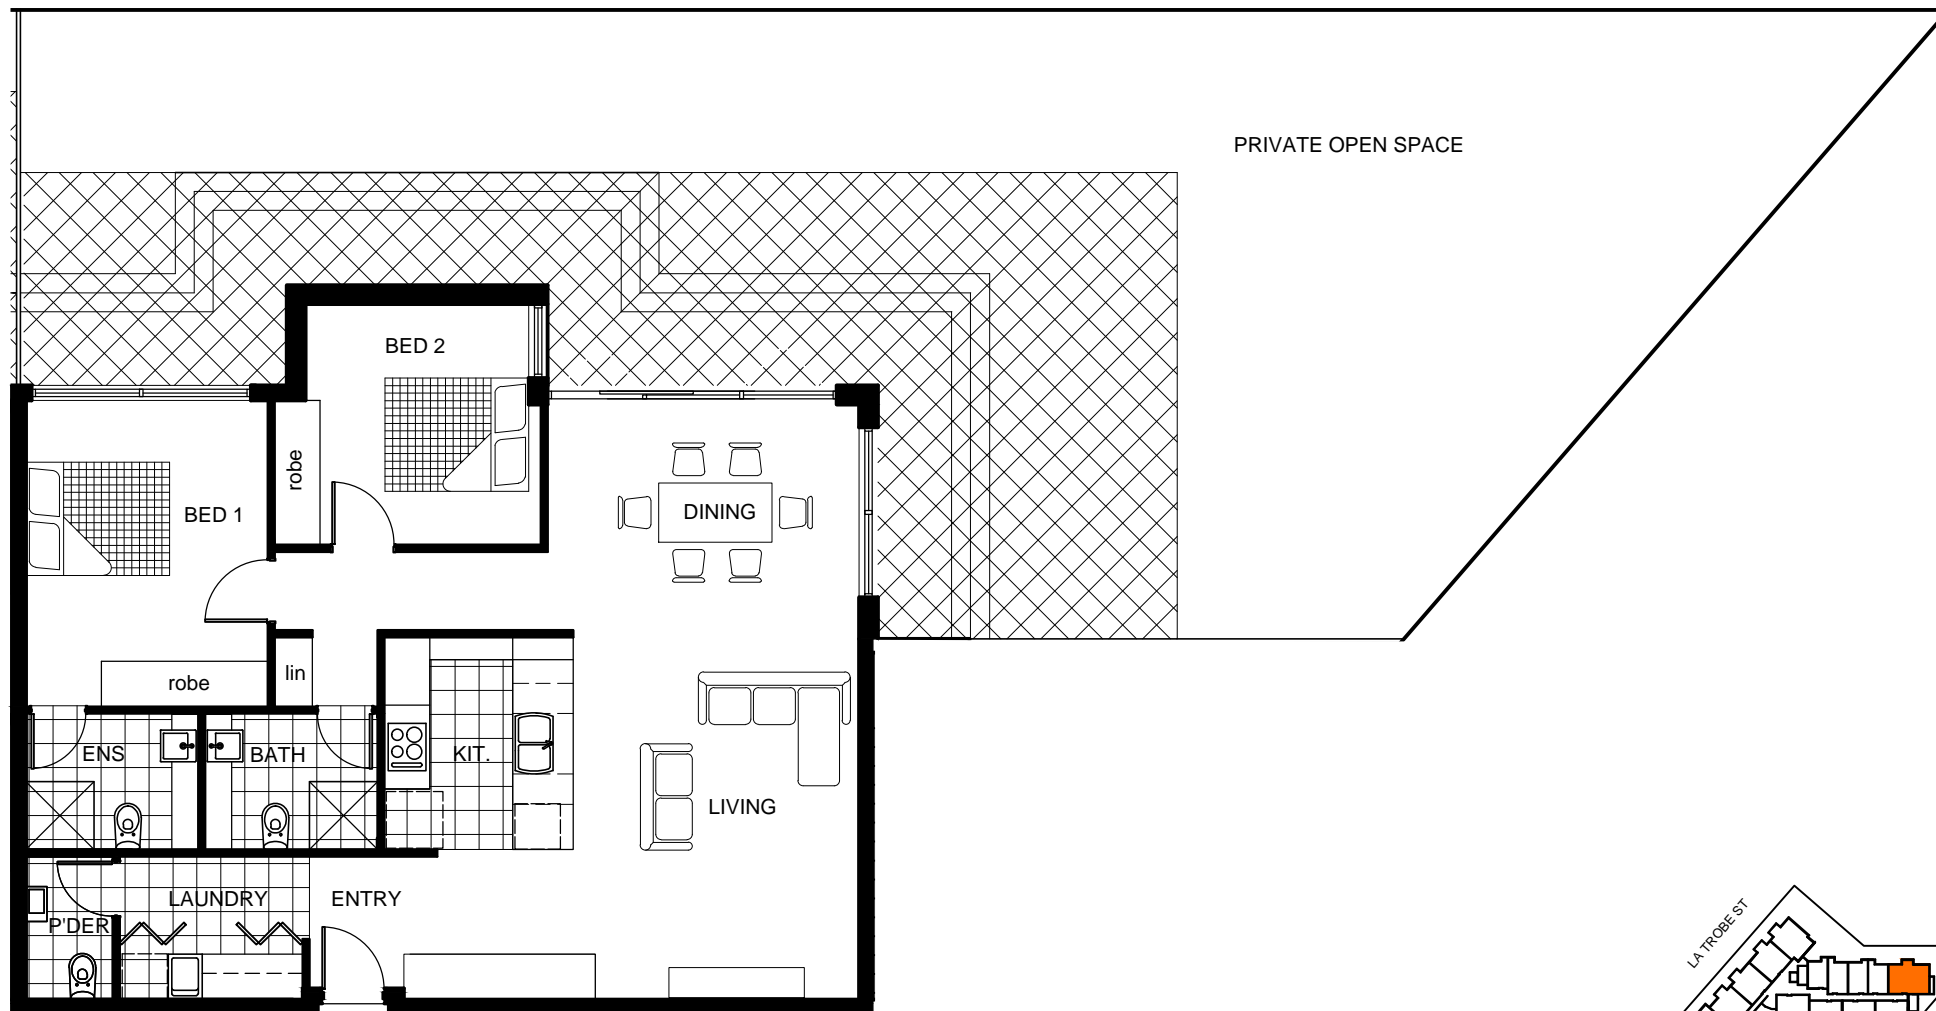 PRIVATE OPEN SPACE
BED 2
robe
BED 1
DINING
robe
lin
ENS
BATH
KIT.
LIVING
LAUNDRY
ENTRY
P'DER
LA TROBE ST